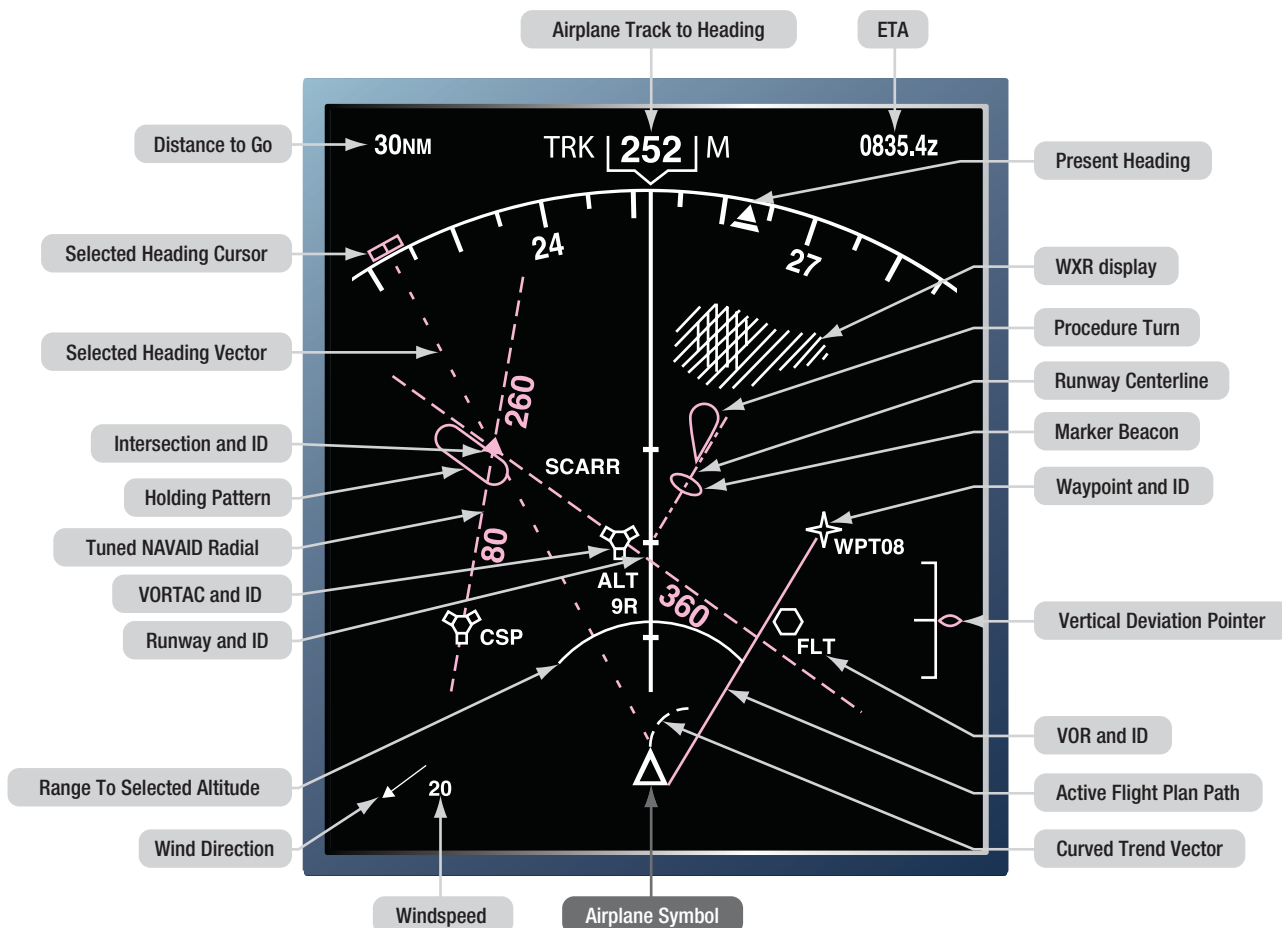 Airplane Track to Heading
ETA
Distance to Go
30NM
TRK 252 M
0835.4z
Present Heading
Selected Heading Cursor
24
27
WXR display
Procedure Turn
Selected Heading Vector
Runway Centerline
260
Intersection and ID
Marker Beacon
SCARR
Holding Pattern
Waypoint and ID
Tuned NAVAID Radial
80
WPT08
VORTAC and ID
ALT
360
9R
Runway and ID
CSP
FLT
Vertical Deviation Pointer
VOR and ID
Range To Selected Altitude
20
Active Flight Plan Path
Wind Direction
Curved Trend Vector
Windspeed
Airplane Symbol